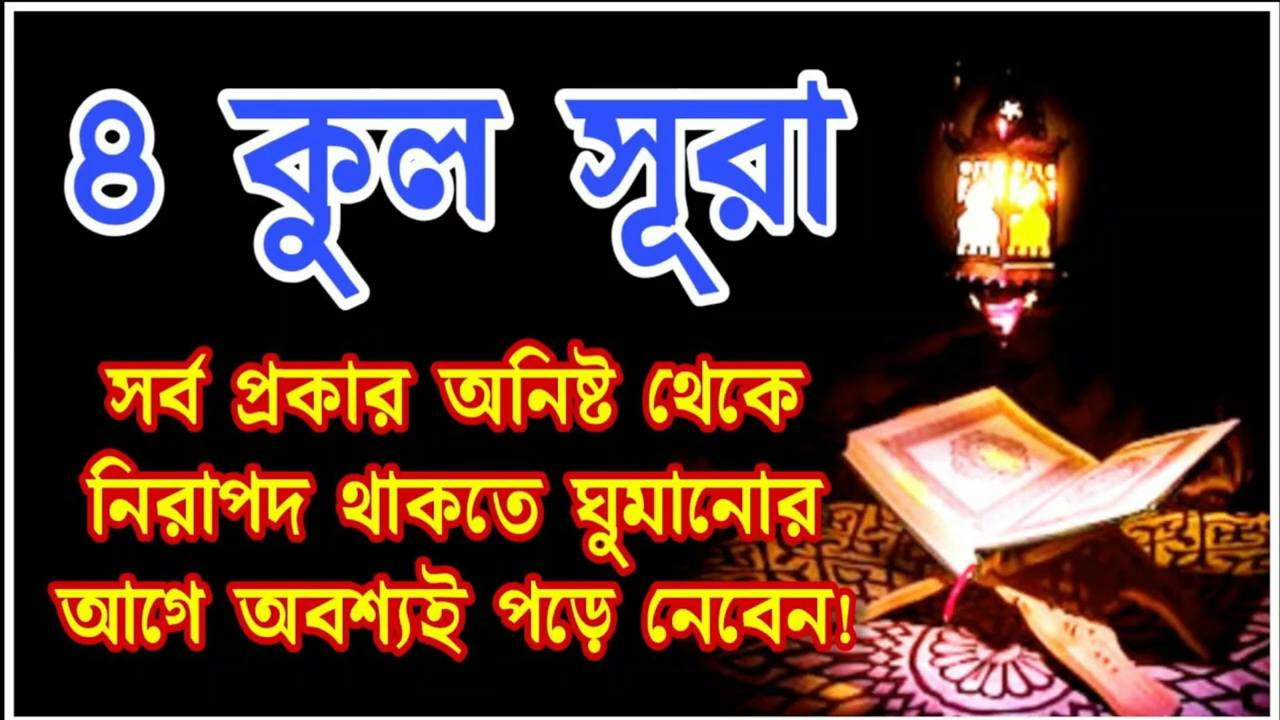 ৪ কুল সূরা
সর্ব প্রকার অনিষ্ট থেকে
নিরাপদ থাকতে ঘুমানোর
আগে অবশ্যই পড়ে নেবেন!